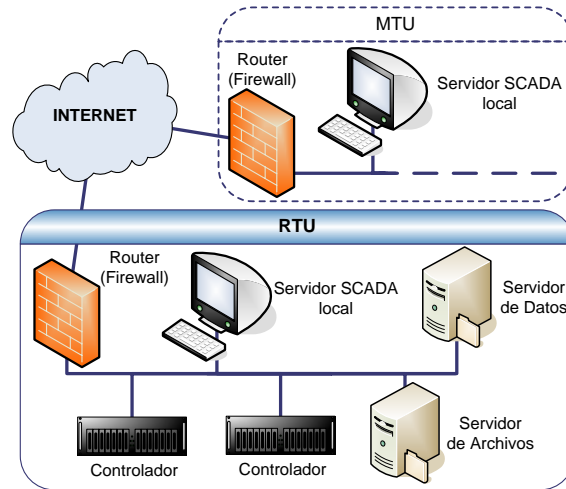 MTU
Router
(Firewall)
Servidor SCADA
local
INTERNET
RTU
Router
(Firewall)
Servidor SCADA
local
Servidor
de Datos
Controlador
Controlador
Servidor
de Archivos